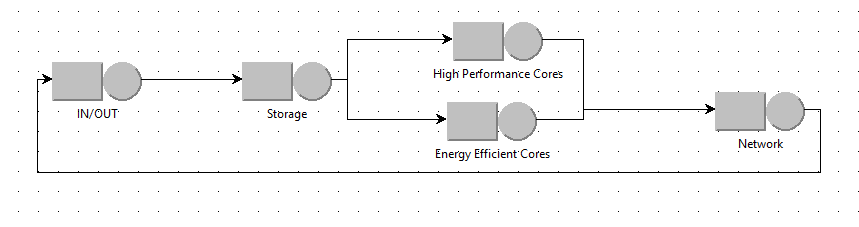 High Performance Cores
IN/OUT
Storage
Energy Efficient Cores
Network